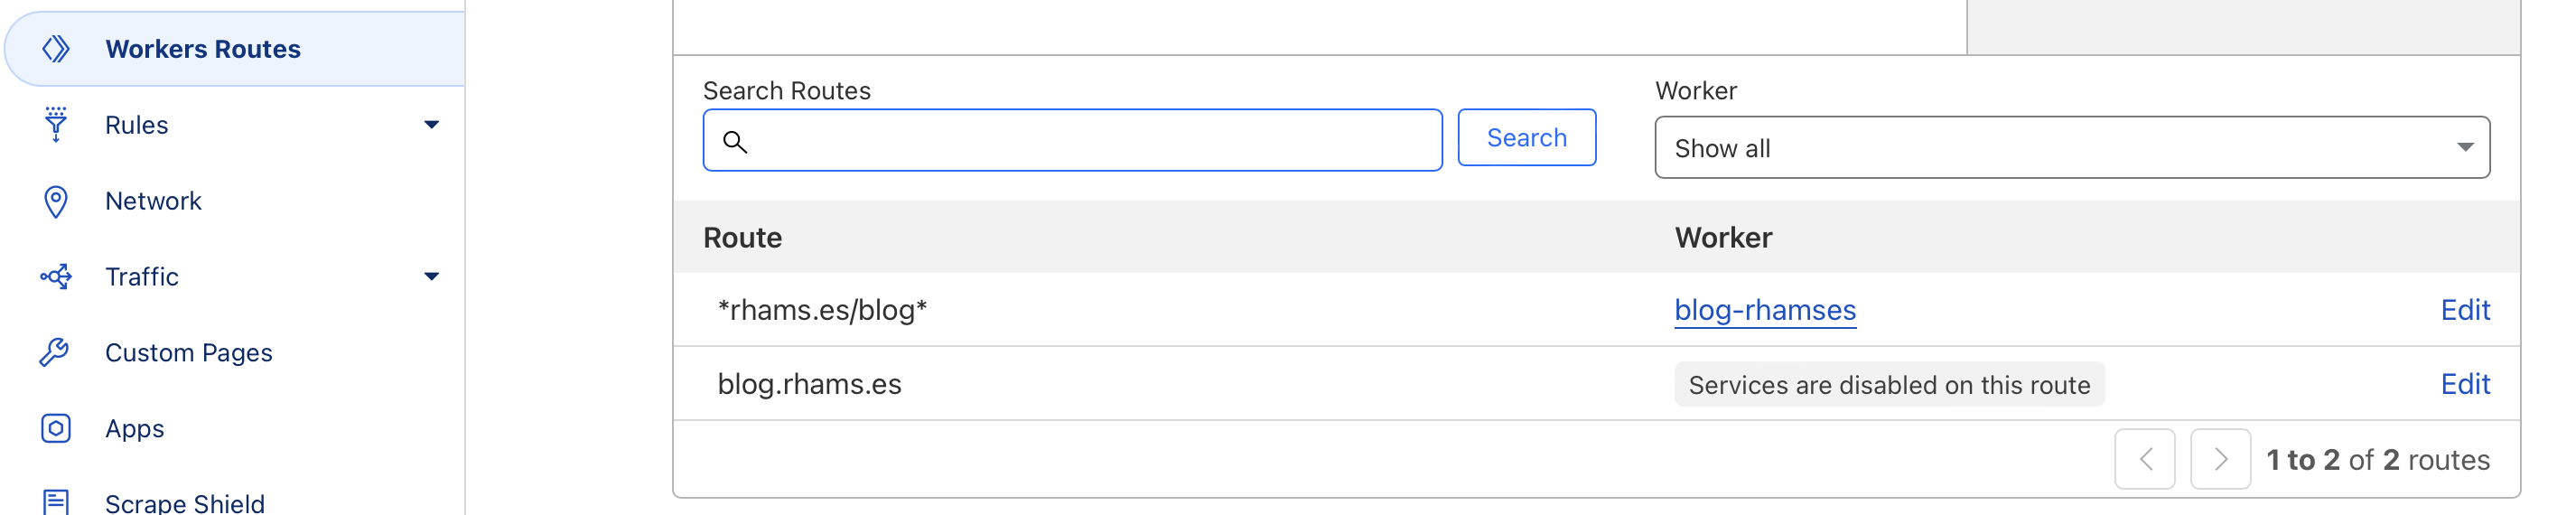 Workers Routes
Rules
Network
Traffic
Custom Pages
Apps
Scrape Shield
Search Routes
Search
Worker
Show all
Route Worker
*rhams.es/blog* blog-rhamses Edit
blog.rhams.es Services are disabled on this route Edit
1 to 2 of 2 routes